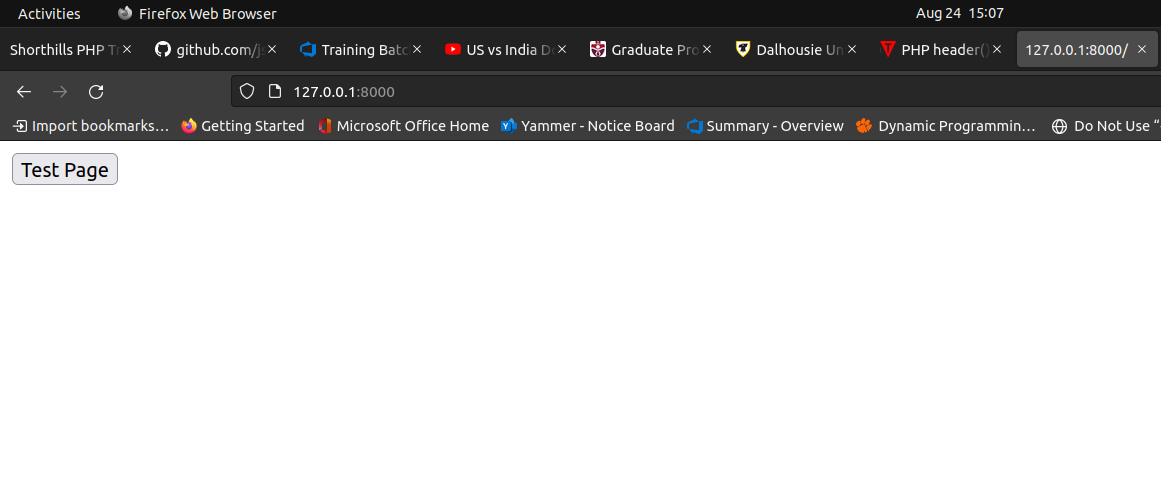 Activities Firefox Web Browser Aug 24 15:07
Shorthills PHP Tr github.com/js Training Batc US vs India De Graduate Pro Dalhousie Un PHP header() 127.0.0.1:8000/
127.0.0.1:8000
Import bookmarks... Getting Started Microsoft Office Home Yammer - Notice Board Summary - Overview Dynamic Programmin... Do Not Use “
Test Page